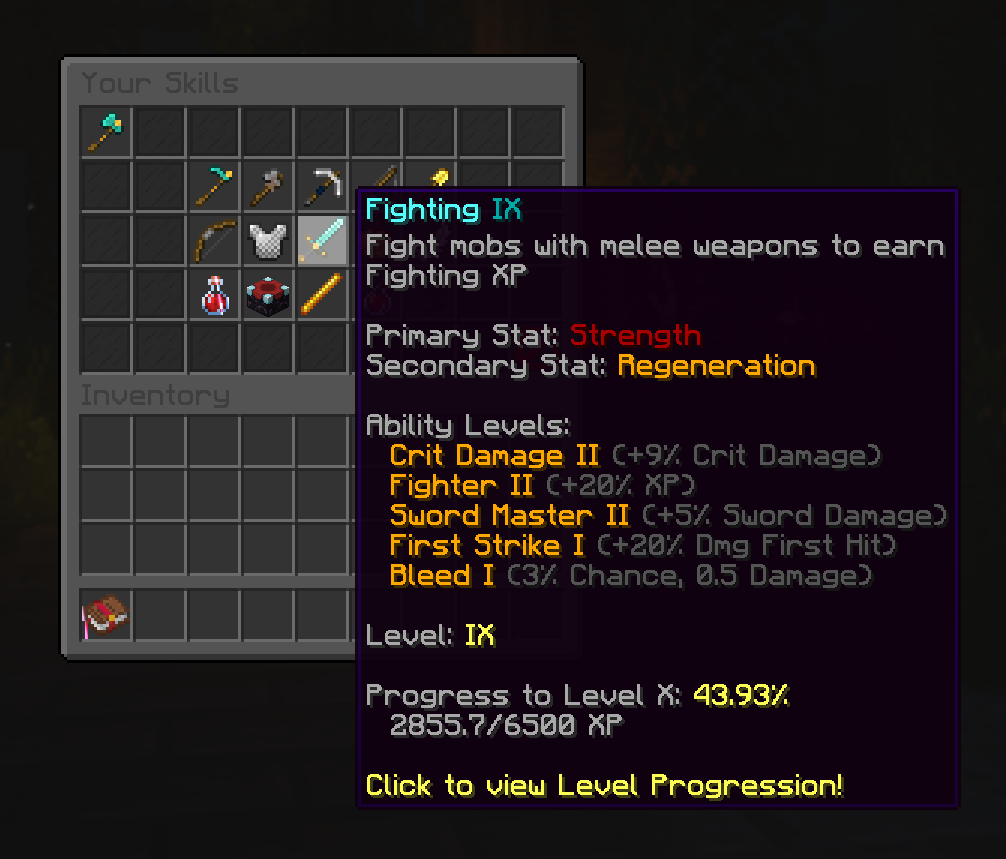 Your Skills
Fighting IX
Fight mobs with melee weapons to earn
Fighting XP
Primary Stat: Strength
Secondary Stat: Regeneration
Inventory
Ability Levels:
Crit Damage II (+9% Crit Damage)
Fighter II (+20% XP)
Sword Master II (+5% Sword Damage)
First Strike I (+20% Dmg First Hit)
Bleed I (3% Chance, 0.5 Damage)
Level: IX
Progress to Level X: 43.93%
2855.7/6500 XP
Click to view Level Progression!